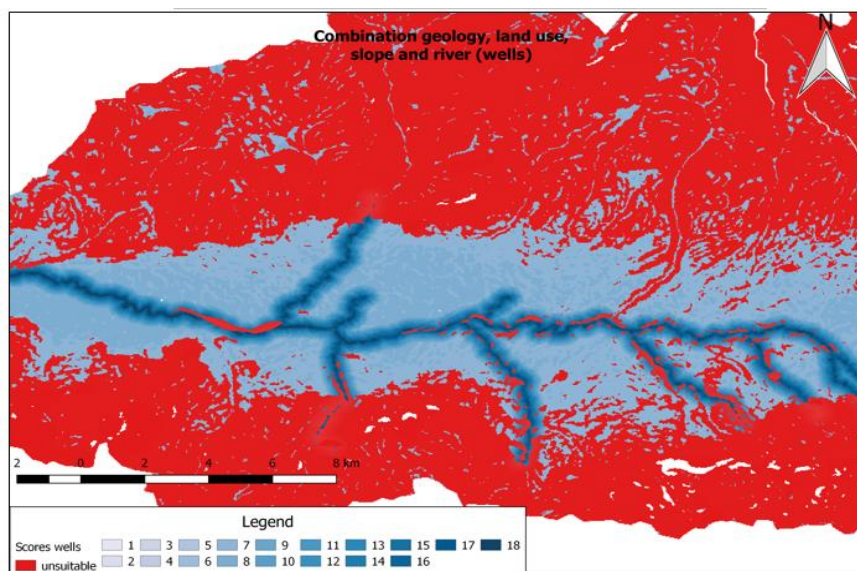 Combination geology, land use,
slope and river (wells)
N
2 0 2 4 6 8 km
Legend
Scores wells
unsuitable
1 3 5 7 9 11 13 15 17 18
2 4 6 8 10 12 14 16